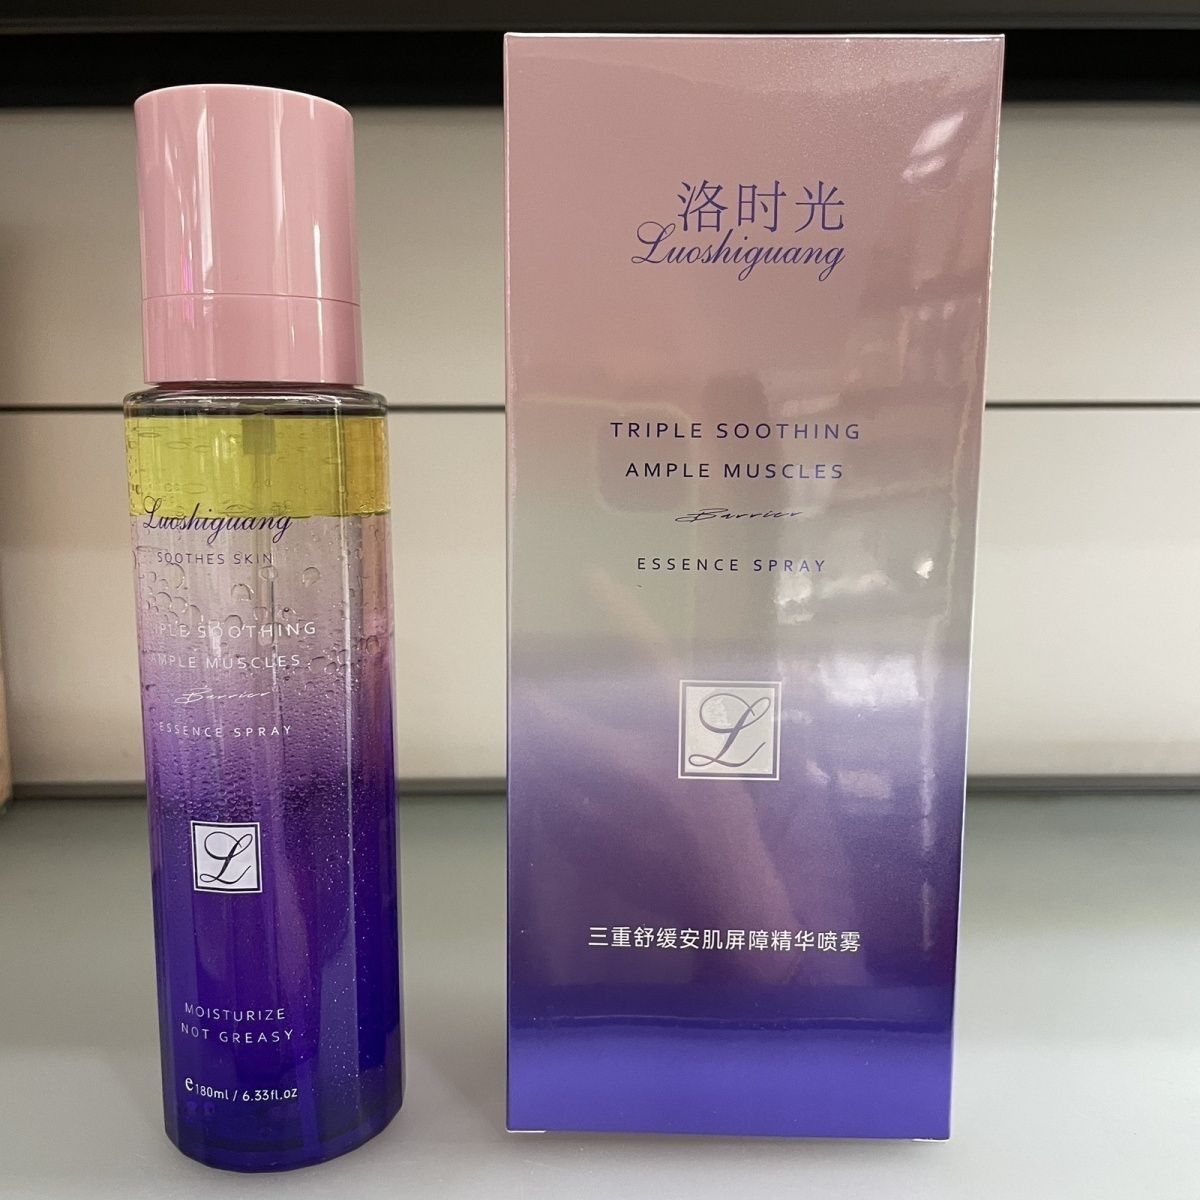 Luoshiguang
SOOTHES SKIN
TRIPLE SOOTHING
AMPLE MUSCLES
Barrier
ESSENCE SPRAY
L
MOISTURIZE
NOT GREASY
e180ml / 6.33fl.oz
洛时光
Luoshiguang
TRIPLE SOOTHING
AMPLE MUSCLES
Barrier
ESSENCE SPRAY
L
三重舒缓安肌屏障精华喷雾